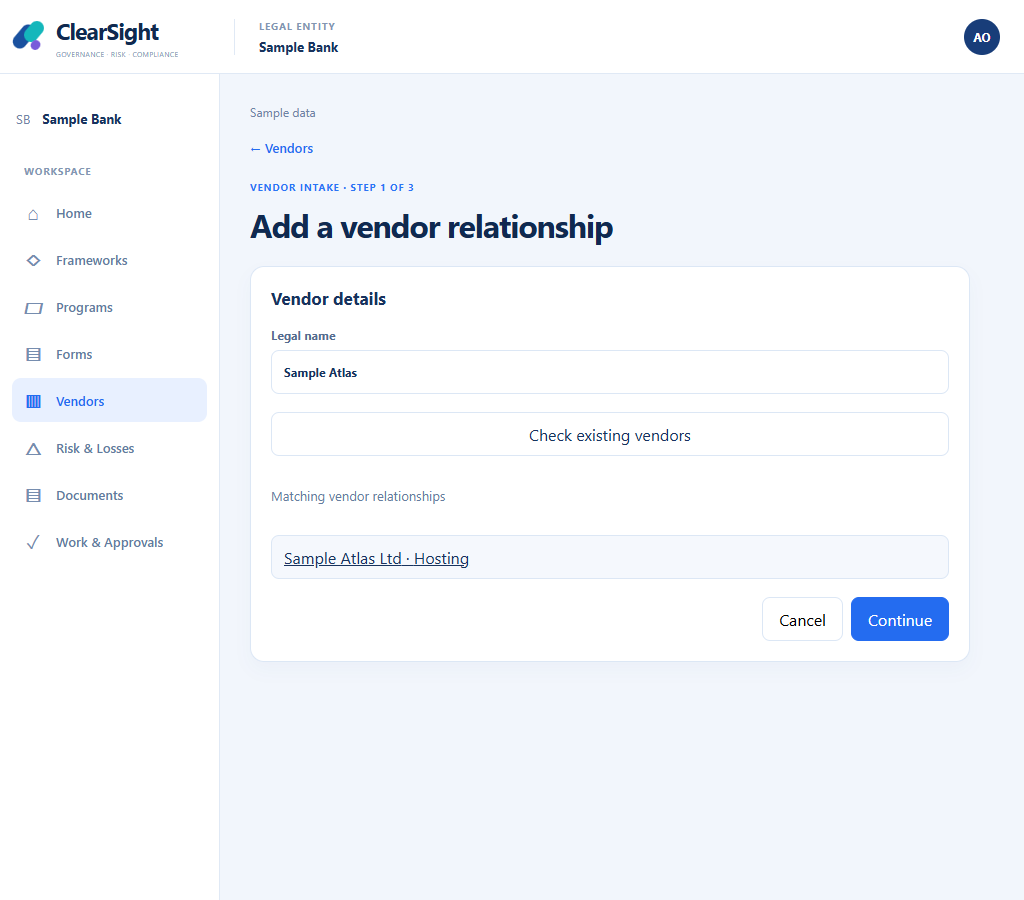 ClearSight
GOVERNANCE · RISK · COMPLIANCE
LEGAL ENTITY
Sample Bank
AO
SB Sample Bank
WORKSPACE
Home
Frameworks
Programs
Forms
Vendors
Risk & Losses
Documents
Work & Approvals
Sample data
← Vendors
VENDOR INTAKE · STEP 1 OF 3
Add a vendor relationship
Vendor details
Legal name
Sample Atlas
Check existing vendors
Matching vendor relationships
Sample Atlas Ltd · Hosting
Cancel
Continue